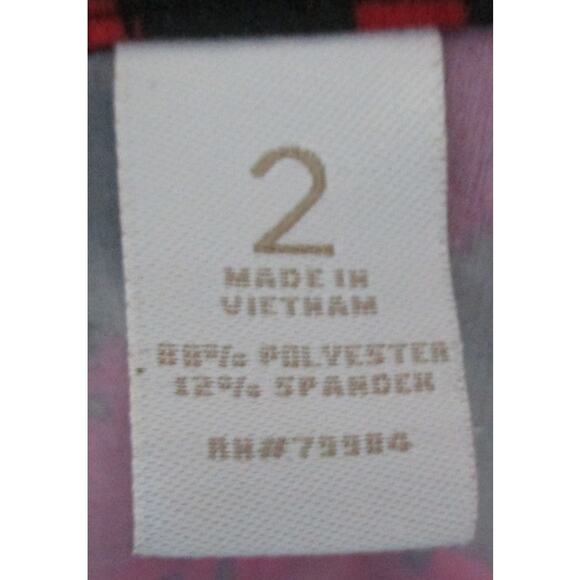 2
MADE IN
VIETNAM
88% POLYESTER
12% SPANDEX
RN#79984